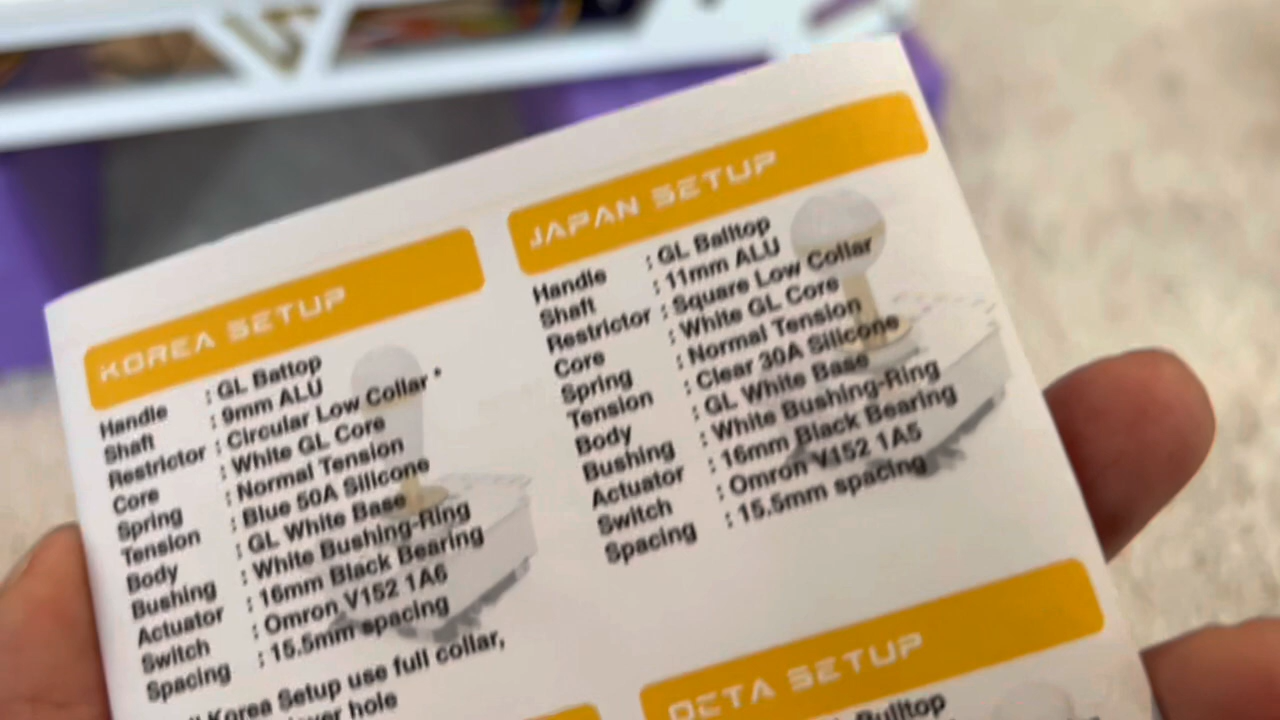 KOREA SETUP
Handle : GL Battop
Shaft : 9mm ALU
Restrictor : Circular Low Collar *
Core : White GL Core
Spring : Normal Tension
Tension : Blue 50A Silicone
Body : GL White Base
Bushing : White Bushing-Ring
Actuator : 16mm Black Bearing
Switch : Omron V152 1A6
Spacing : 15.5mm spacing
Korea Setup use full collar,
hole
JAPAN SETUP
Handle : GL Balltop
Shaft : 11mm ALU
Restrictor : Square Low Collar
Core : White GL Core
Spring : Normal Tension
Tension : Clear 30A Silicone
Body : GL White Base
Bushing : White Bushing-Ring
Actuator : 16mm Black Bearing
Switch : Omron V152 1A5
Spacing : 15.5mm spacing
OCTA SETUP